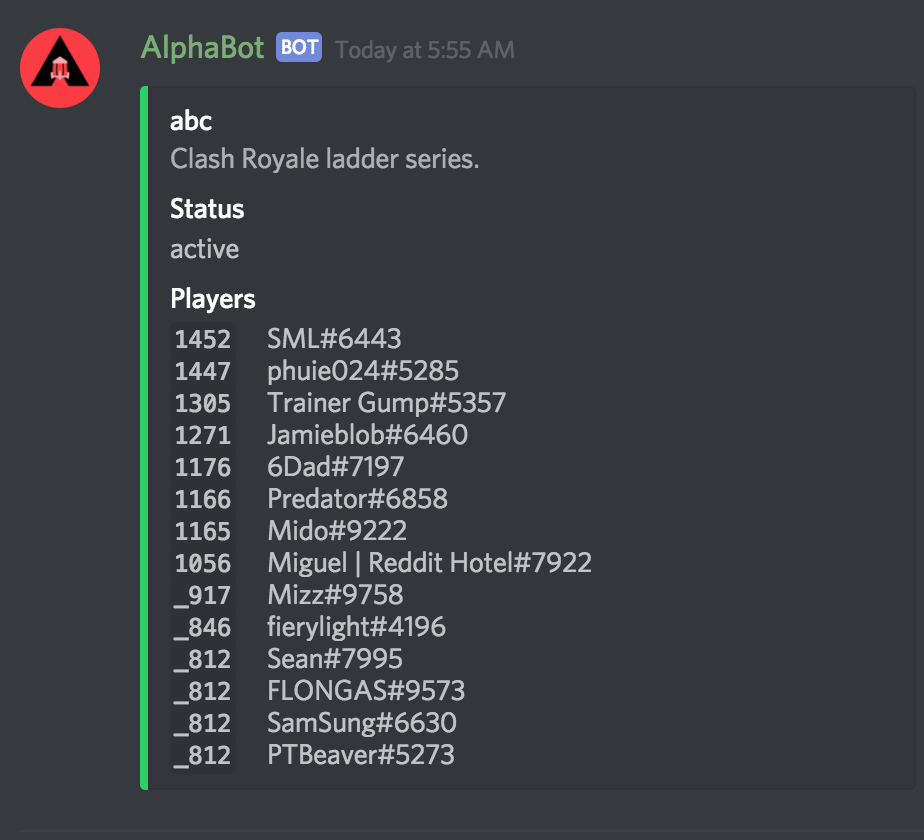 AlphaBot BOT Today at 5:55 AM
abc
Clash Royale ladder series.
Status
active
Players
1452 SML#6443
1447 phuie024#5285
1305 Trainer Gump#5357
1271 Jamieblob#6460
1176 6Dad#7197
1166 Predator#6858
1165 Mido#9222
1056 Miguel | Reddit Hotel#7922
_917 Mizz#9758
_846 fierylight#4196
_812 Sean#7995
_812 FLONGAS#9573
_812 SamSung#6630
_812 PTBeaver#5273